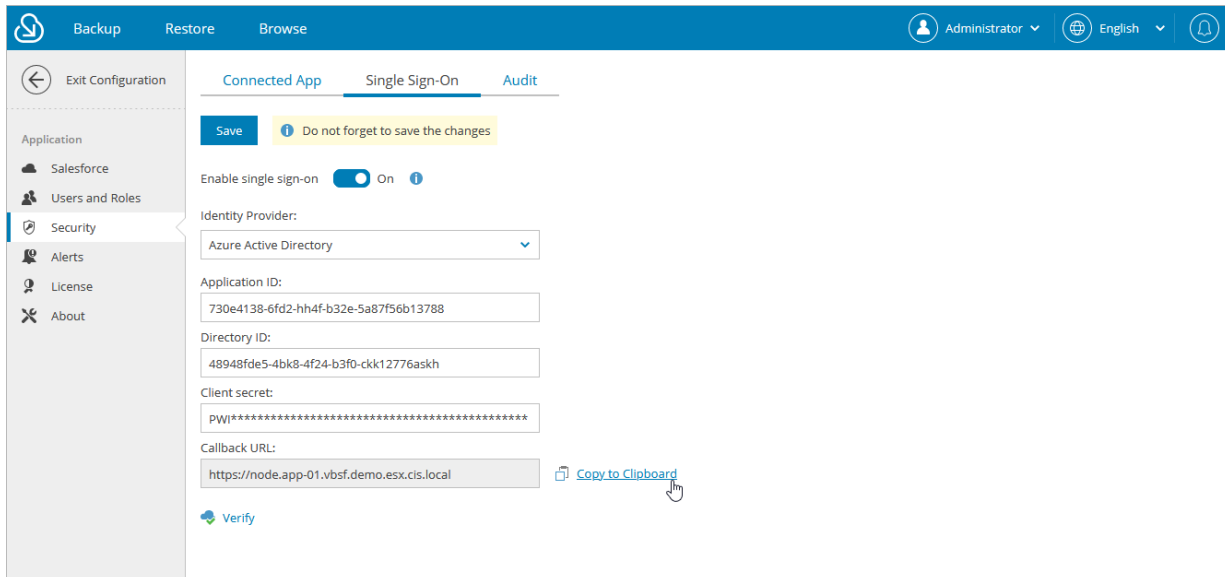 Backup Restore Browse Administrator English
Exit Configuration
Connected App Single Sign-On Audit
Save Do not forget to save the changes
Application
Salesforce
Users and Roles
Security
Alerts
License
About
Enable single sign-on On
Identity Provider:
Azure Active Directory
Application ID:
730e4138-6fd2-hh4f-b32e-5a87f56b13788
Directory ID:
48948fde5-4bk8-4f24-b3f0-ckk12776askh
Client secret:
PWI*********************************************
Callback URL:
https://node.app-01.vbsf.demo.esx.cis.local Copy to Clipboard
Verify